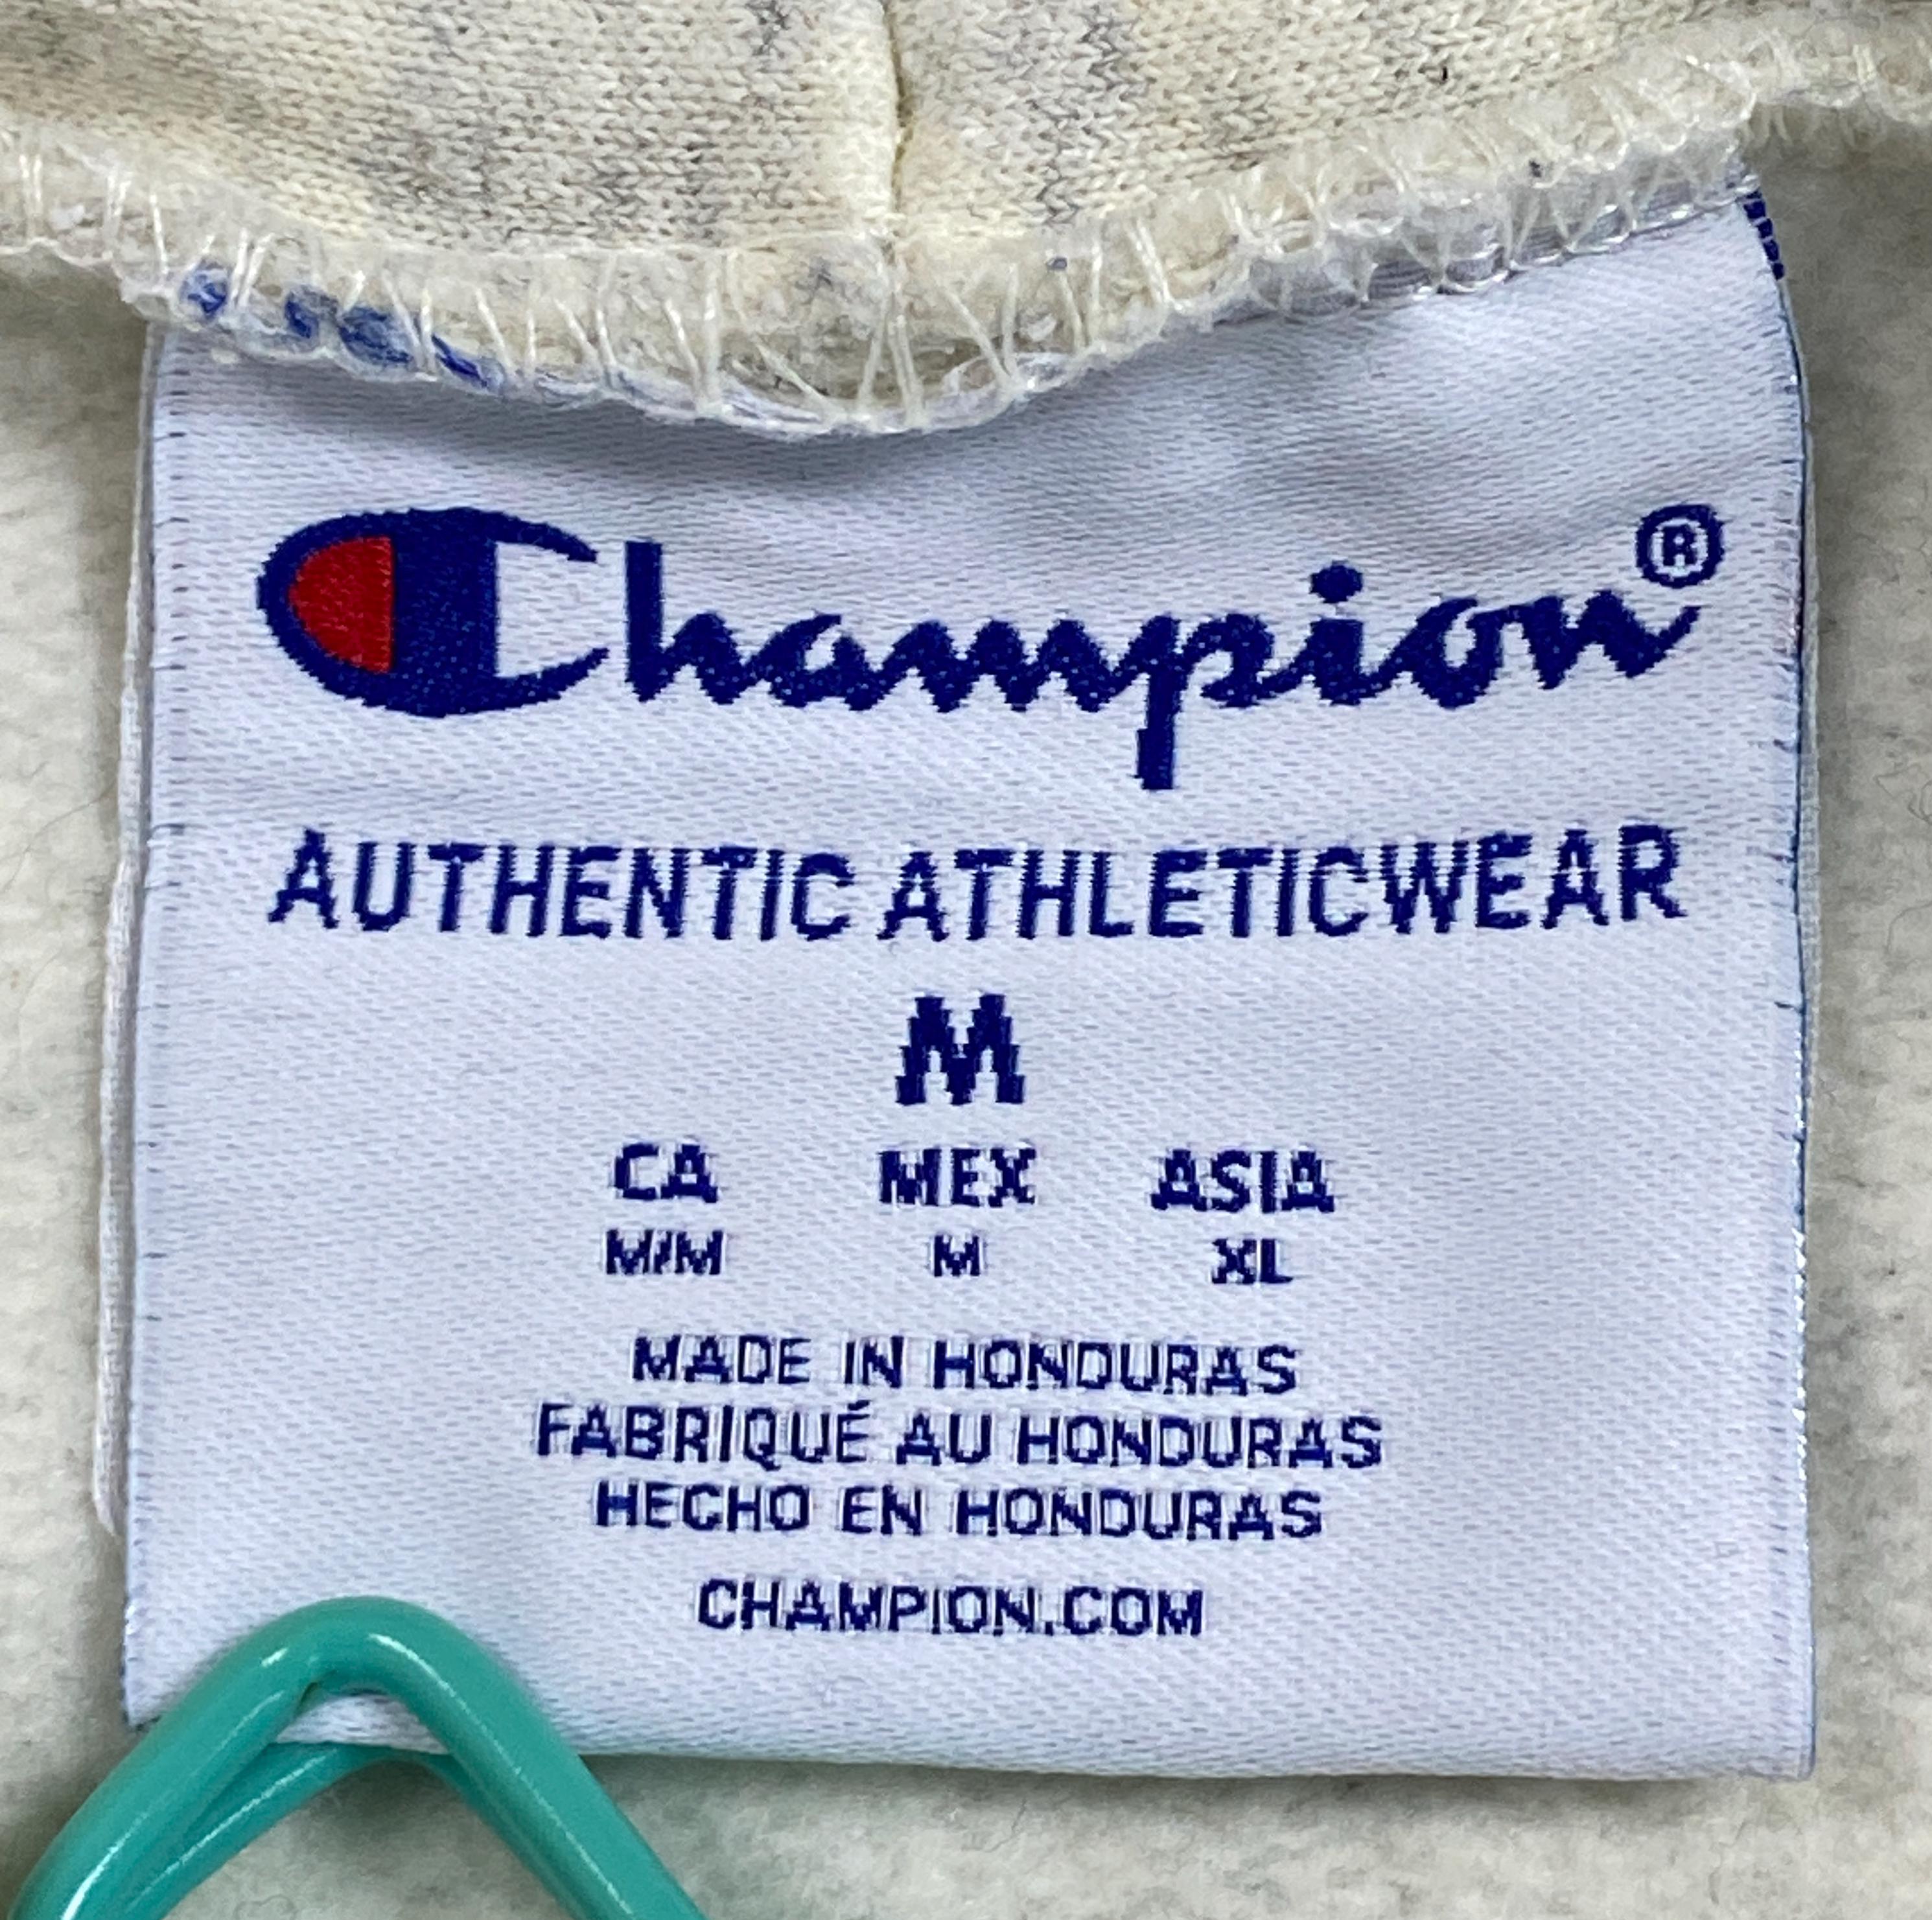 Champion®
AUTHENTIC ATHLETICWEAR
M
CA MEX ASIA
M/M M XL
MADE IN HONDURAS
FABRIQUÉ AU HONDURAS
HECHO EN HONDURAS
CHAMPION.COM